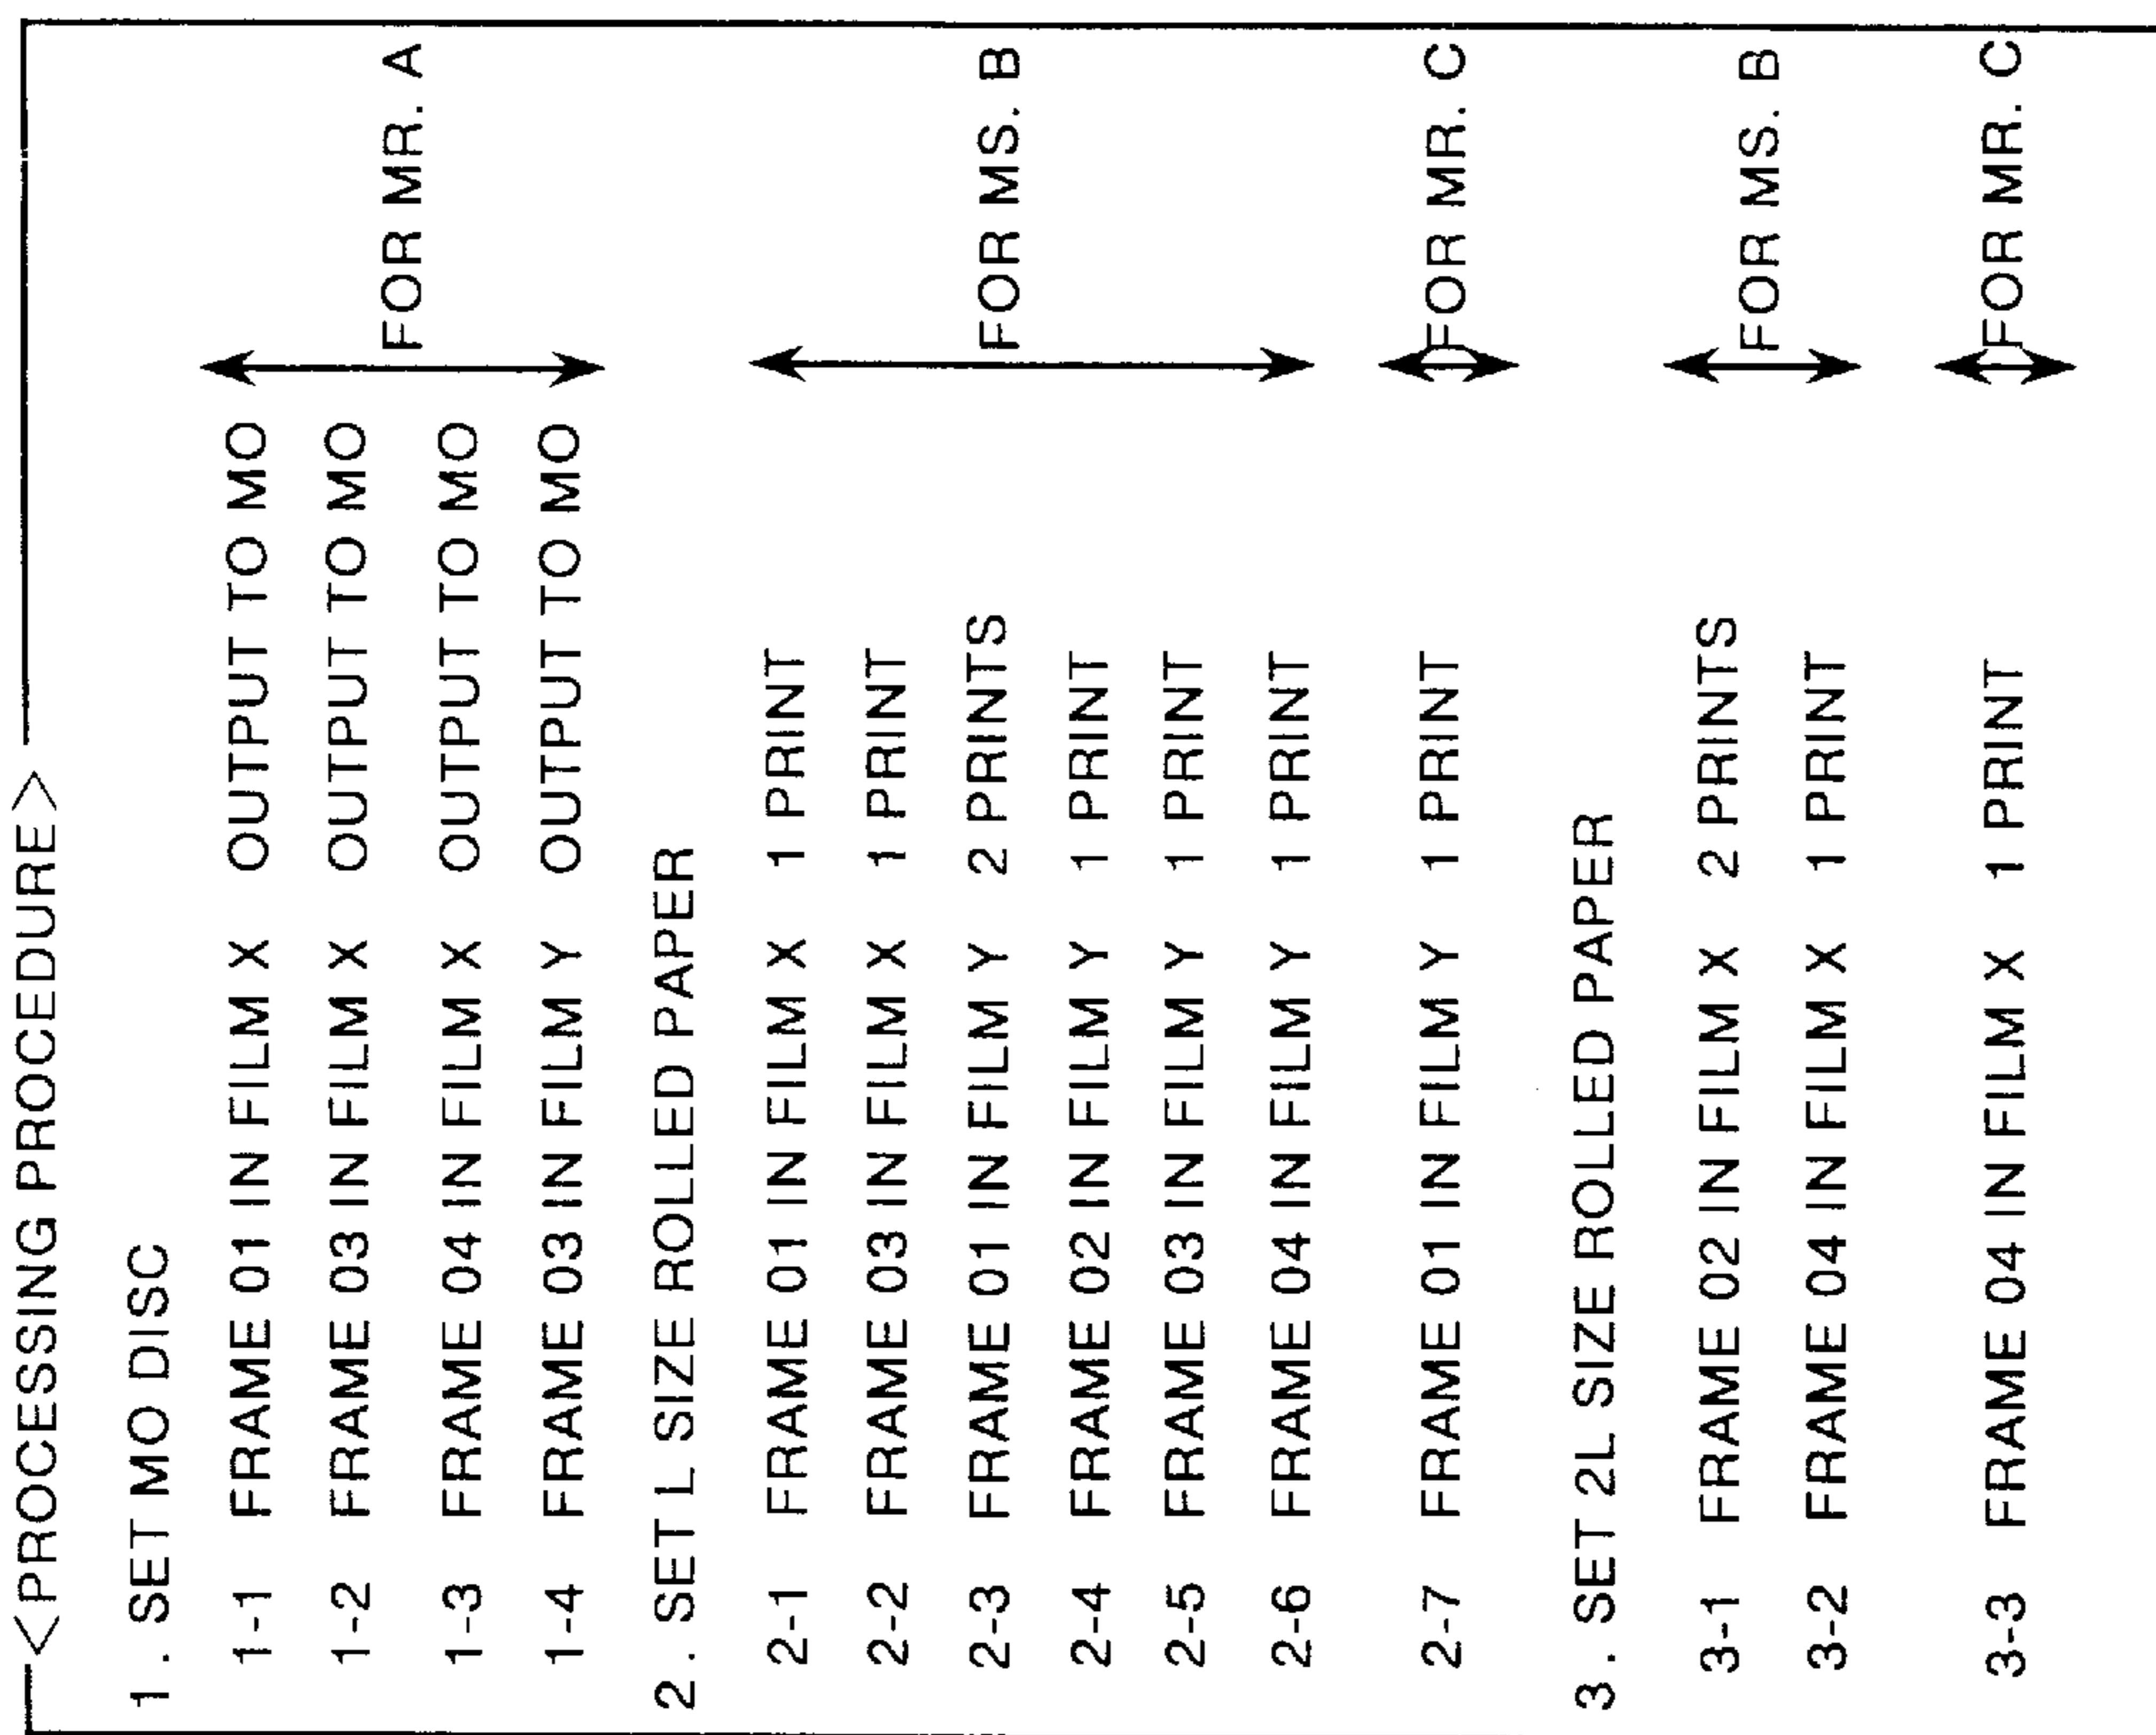 <PROCESSING PROCEDURE>
1. SET MO DISC
1-1 FRAME 01 IN FILM X OUTPUT TO MO
1-2 FRAME 03 IN FILM X OUTPUT TO MO
FOR MR. A
1-3 FRAME 04 IN FILM X OUTPUT TO MO
1-4 FRAME 03 IN FILM Y OUTPUT TO MO
2. SET L SIZE ROLLED PAPER
2-1 FRAME 01 IN FILM X 1 PRINT
2-2 FRAME 03 IN FILM X 1 PRINT
2-3 FRAME 01 IN FILM Y 2 PRINTS
FOR MS. B
2-4 FRAME 02 IN FILM Y 1 PRINT
2-5 FRAME 03 IN FILM Y 1 PRINT
2-6 FRAME 04 IN FILM Y 1 PRINT
2-7 FRAME 01 IN FILM Y 1 PRINT FOR MR. C
3. SET 2L SIZE ROLLED PAPER
3-1 FRAME 02 IN FILM X 2 PRINTS
FOR MS. B
3-2 FRAME 04 IN FILM X 1 PRINT
3-3 FRAME 04 IN FILM X 1 PRINT FOR MR. C